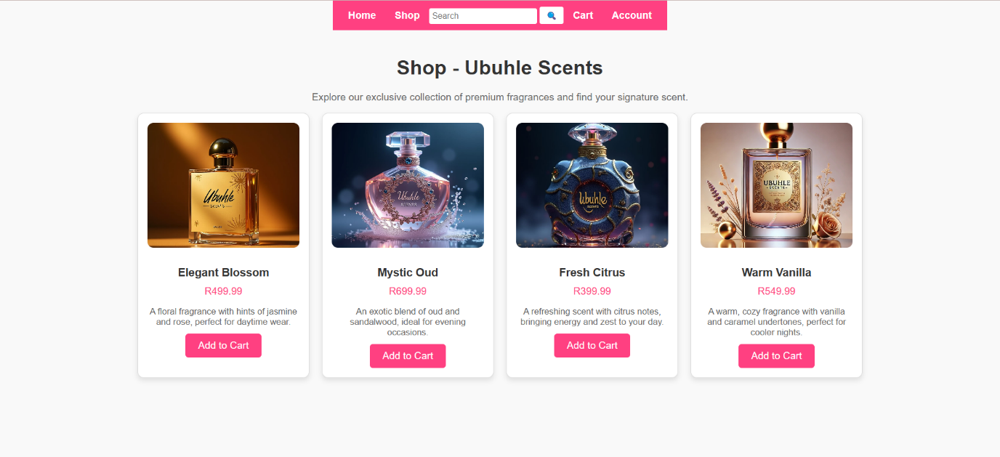 Home Shop Search Cart Account
Shop - Ubuhle Scents
Explore our exclusive collection of premium fragrances and find your signature scent.
Ubuhle
SCENTS
Ubuhle
SCENTS
Ubuhle
SCENTS
UBUHLE
-SCENTS-
Elegant Blossom
R499.99
A floral fragrance with hints of jasmine
and rose, perfect for daytime wear.
Add to Cart
Mystic Oud
R699.99
An exotic blend of oud and
sandalwood, ideal for evening
occasions.
Add to Cart
Fresh Citrus
R399.99
A refreshing scent with citrus notes,
bringing energy and zest to your day.
Add to Cart
Warm Vanilla
R549.99
A warm, cozy fragrance with vanilla
and caramel undertones, perfect for
cooler nights.
Add to Cart